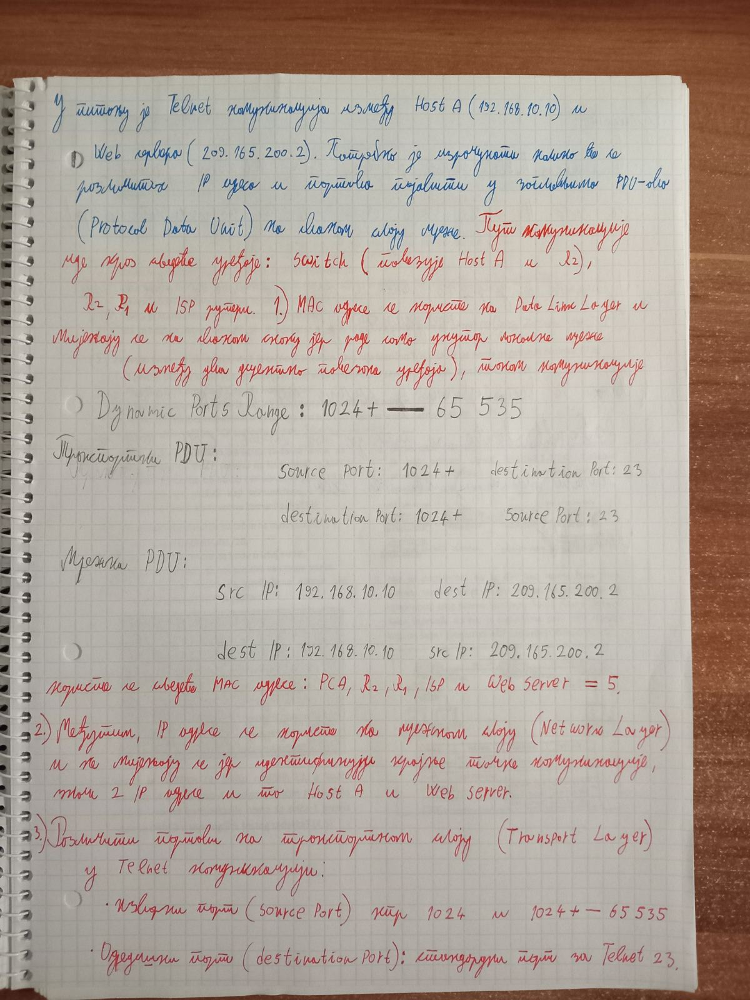 У питању је Telnet комуникација између Host A (192.168.10.10) и
Web сервера (209.165.200.2). Потребно је израчунати колико ће се
различитих IP адреса и портова појавити у заглављима PDU-ова
(Protocol Data Unit) на сваком слоју мреже. Пут комуникације
иде кроз следеће уређаје: switch (повезује Host A и R2),
R2, R1 и ISP рутери. 1.) MAC адресе се користе на Data Link Layer и
Мијењају се на сваком скоку јер раде само унутар локалне мреже
(између два директно повезана уређаја), током комуникације
Dynamic Ports Range: 1024+ — 65 535
Транспортни PDU:
source port: 1024+ destination Port: 23
destination Port: 1024+ Source Port: 23
Мрежни PDU:
src IP: 192.168.10.10 dest IP: 209.165.200.2
dest IP: 192.168.10.10 src IP: 209.165.200.2
користе се следеће MAC адресе: PCA, R2, R1, ISP и Web server = 5.
2.) Међутим, IP адресе се користе на мрежном слоју (Network Layer)
и не мијењају се јер идентификују крајње тачке комуникације,
значи 2 IP адресе и то Host A и Web server.
3.) Различити портови на транспортном слоју (Transport Layer)
у Telnet комуникацији:
· изворни порт (source Port) нпр 1024 и 1024+ — 65 535
· Одредишни порт (destination Port): стандардни порт за Telnet 23.